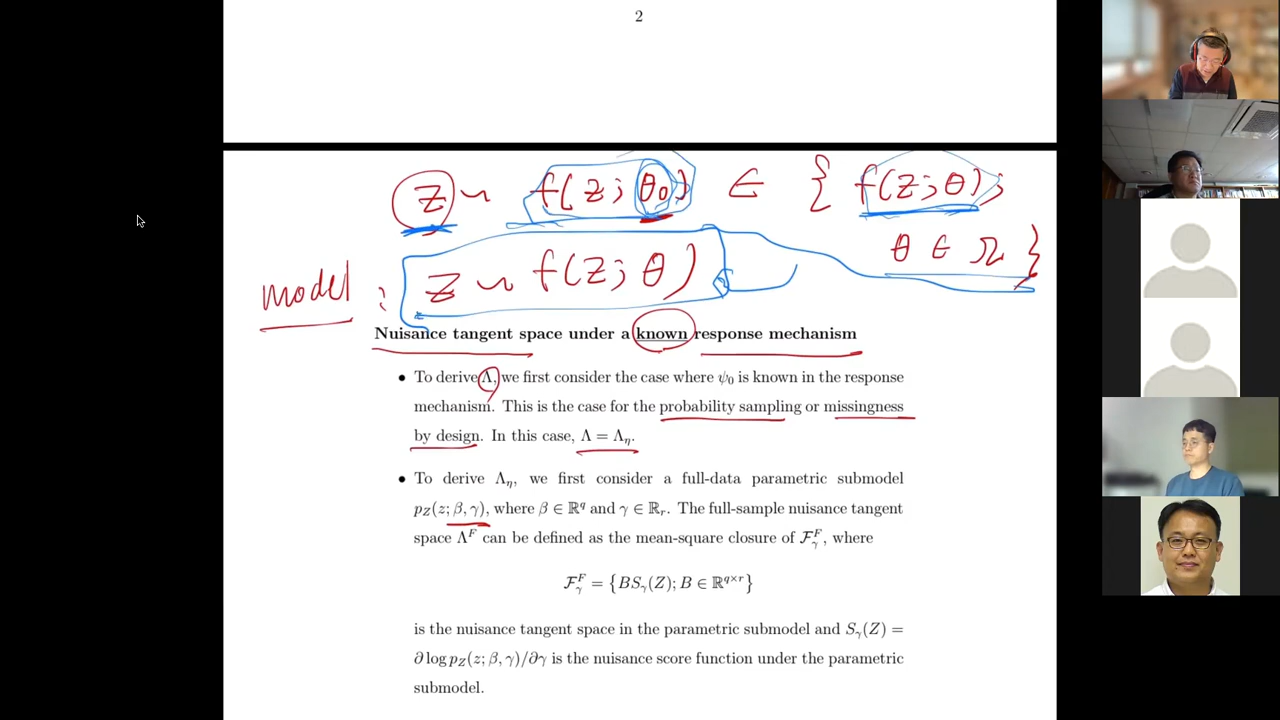 2
z ~ f(z; θ0) ∈ { f(z; θ);
θ ∈ Ω }
model : z ~ f(z; θ)
Nuisance tangent space under a known response mechanism
• To derive Λ, we first consider the case where ψ₀ is known in the response
mechanism. This is the case for the probability sampling or missingness
by design. In this case, Λ = Λ_η.
• To derive Λ_η, we first consider a full-data parametric submodel
p_Z(z; β, γ), where β ∈ ℝ^q and γ ∈ ℝ_r. The full-sample nuisance tangent
space Λ^F can be defined as the mean-square closure of ℱ_γ^F, where
ℱ_γ^F = {BS_γ(Z); B ∈ ℝ^{q×r}}
is the nuisance tangent space in the parametric submodel and S_γ(Z) =
∂ log p_Z(z; β, γ)/∂γ is the nuisance score function under the parametric
submodel.